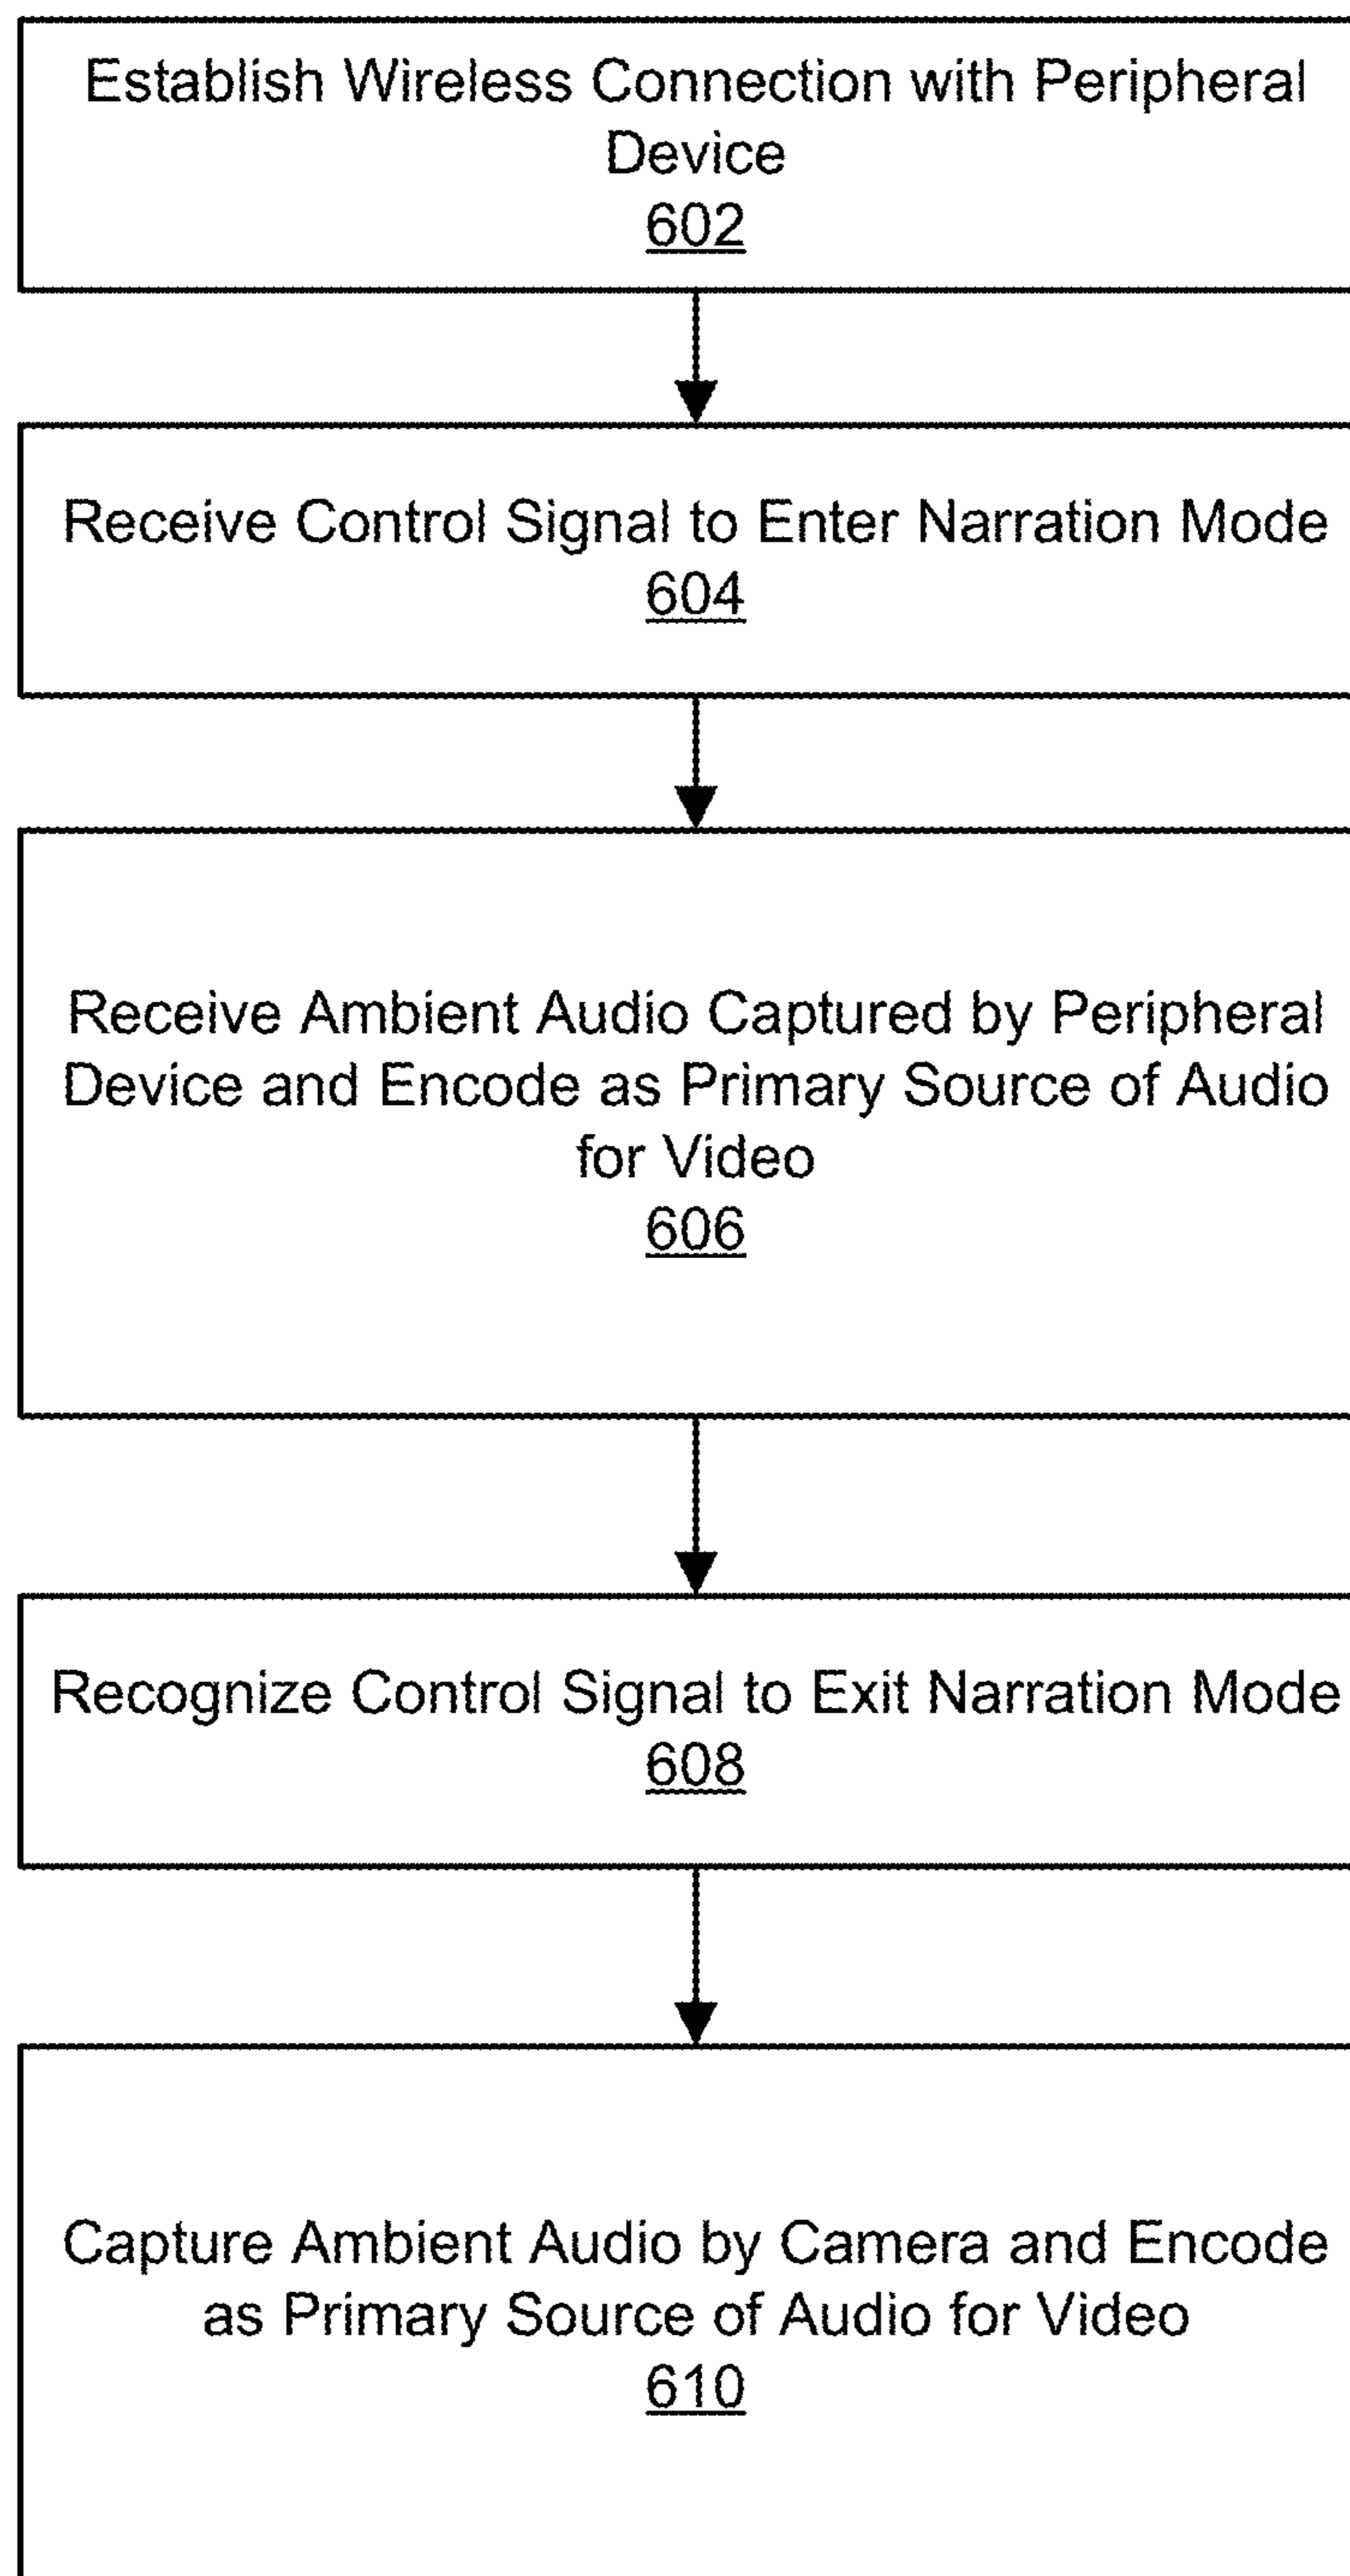 Establish Wireless Connection with Peripheral
Device
602
Receive Control Signal to Enter Narration Mode
604
Receive Ambient Audio Captured by Peripheral
Device and Encode as Primary Source of Audio
for Video
606
Recognize Control Signal to Exit Narration Mode
608
Capture Ambient Audio by Camera and Encode
as Primary Source of Audio for Video
610